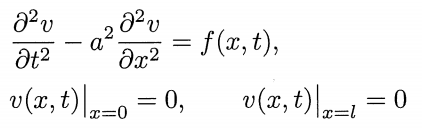 ∂²v/∂t² − a² ∂²v/∂x² = f(x, t),
v(x, t)|ₓ₌₀ = 0, v(x, t)|ₓ₌ₗ = 0